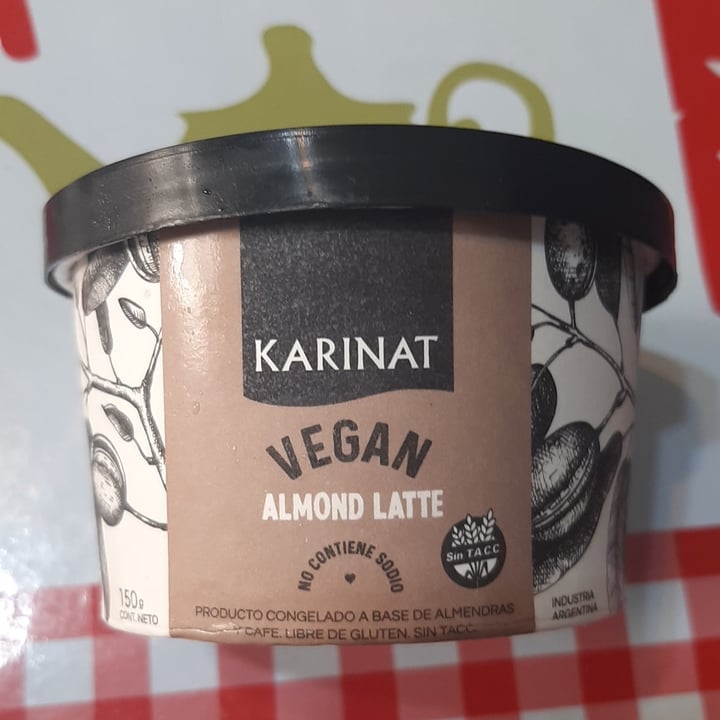 KARINAT
VEGAN
ALMOND LATTE
NO CONTIENE SODIO
Sin T.A.C.C.
150g
CONT. NETO
INDUSTRIA
ARGENTINA
PRODUCTO CONGELADO A BASE DE ALMENDRAS
Y CAFE. LIBRE DE GLUTEN. SIN TACC.